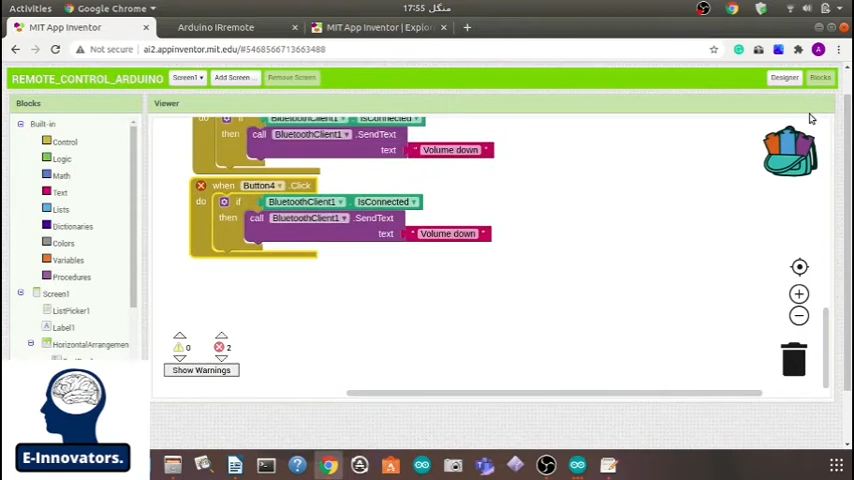 Activities Google Chrome 17:55 منگل
MIT App Inventor Arduino IRremote MIT App Inventor | Explor
Not secure ai2.appinventor.mit.edu/#5468566713663488 A
REMOTE_CONTROL_ARDUINO Screen1 Add Screen ... Remove Screen Designer Blocks
Blocks Viewer
Built-in
Control
Logic
Math
Text
Lists
Dictionaries
Colors
Variables
Procedures
Screen1
ListPicker1
Label1
HorizontalArrangemen
do if BluetoothClient1 . IsConnected
then call BluetoothClient1 .SendText
text " Volume down "
when Button4 .Click
do if BluetoothClient1 . IsConnected
then call BluetoothClient1 .SendText
text " Volume down "
0 2
Show Warnings
E-Innovators.